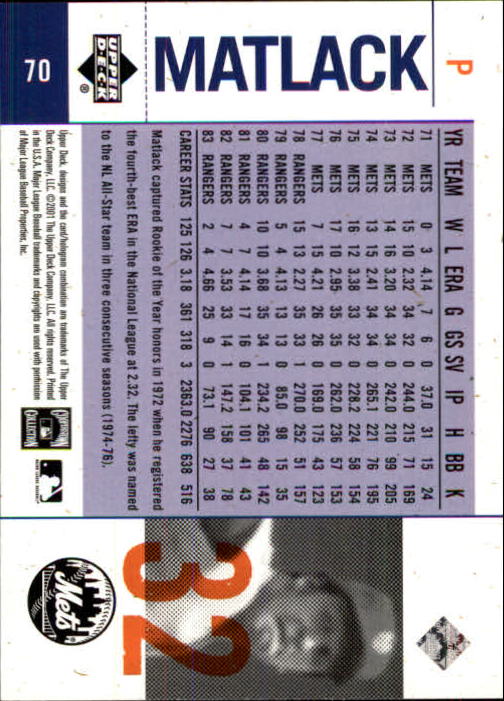 P
MATLACK
UPPER
DECK
®
70
YR TEAM W L ERA G GS SV IP H BB K
71 METS 0 3 4.14 7 6 0 37.0 31 15 24
72 METS 15 10 2.32 34 32 0 244.0 215 71 169
73 METS 14 16 3.20 34 34 0 242.0 210 99 205
74 METS 13 15 2.41 34 34 0 265.1 221 76 195
75 METS 16 12 3.38 33 32 0 228.2 224 58 154
76 METS 17 10 2.95 35 35 0 262.0 236 57 153
77 METS 7 15 4.21 26 26 0 169.0 175 43 123
78 RANGERS 15 13 2.27 35 33 1 270.0 252 51 157
79 RANGERS 5 4 4.13 13 13 0 85.0 98 15 35
80 RANGERS 10 10 3.68 35 34 1 234.2 265 48 142
81 RANGERS 4 7 4.14 17 16 0 104.1 101 41 43
82 RANGERS 7 7 3.53 33 14 1 147.2 158 37 78
83 RANGERS 2 4 4.66 25 9 0 73.1 90 27 38
CAREER STATS 125 126 3.18 361 318 3 2363.0 2276 638 516
Matlack captured Rookie of the Year honors in 1972 when he registered
the fourth-best ERA in the National League at 2.32. The lefty was named
to the NL All-Star team in three consecutive seasons (1974-76).
Upper Deck, designs and the card/hologram combination are trademarks of The Upper
Deck Company, LLC. ©2001 The Upper Deck Company, LLC. All rights reserved. Printed
in the U.S.A. Major League Baseball trademarks and copyrights are used with permission
of Major League Baseball Properties, Inc.
COOPERSTOWN
COLLECTION
32
Mets